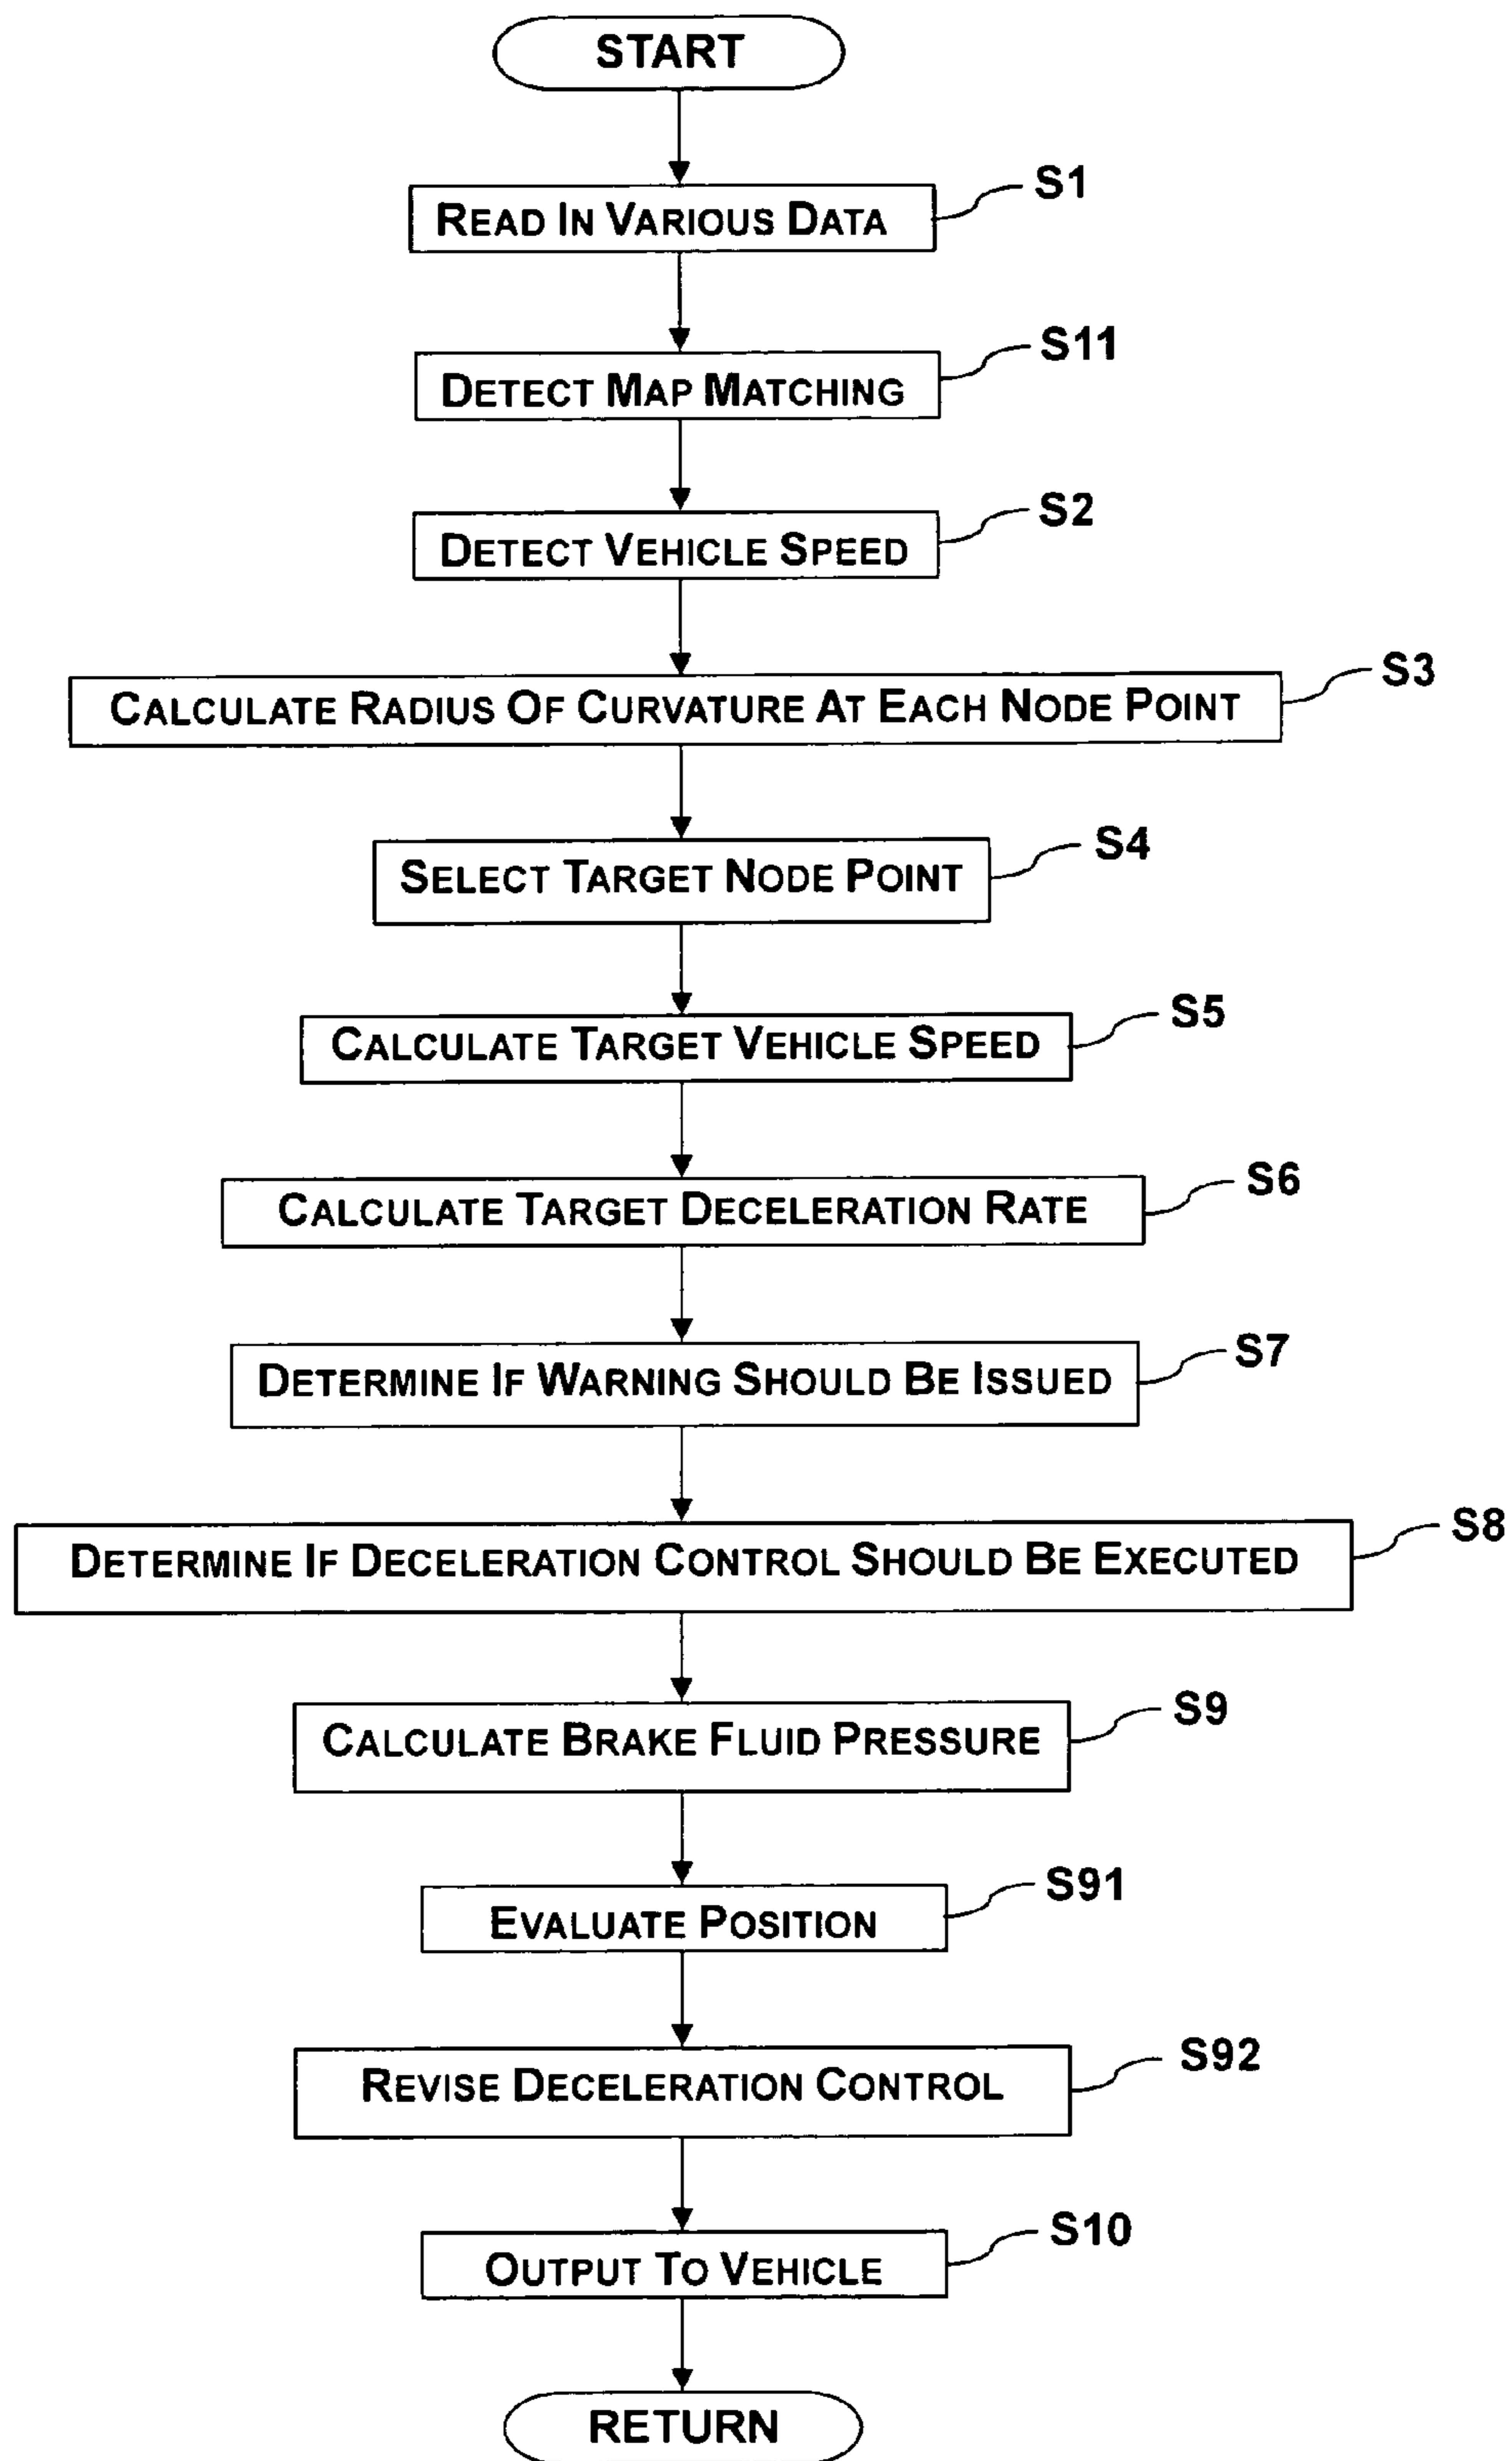 START
READ IN VARIOUS DATA
S1
DETECT MAP MATCHING
S11
DETECT VEHICLE SPEED
S2
CALCULATE RADIUS OF CURVATURE AT EACH NODE POINT
S3
SELECT TARGET NODE POINT
S4
CALCULATE TARGET VEHICLE SPEED
S5
CALCULATE TARGET DECELERATION RATE
S6
DETERMINE IF WARNING SHOULD BE ISSUED
S7
DETERMINE IF DECELERATION CONTROL SHOULD BE EXECUTED
S8
CALCULATE BRAKE FLUID PRESSURE
S9
EVALUATE POSITION
S91
REVISE DECELERATION CONTROL
S92
OUTPUT TO VEHICLE
S10
RETURN